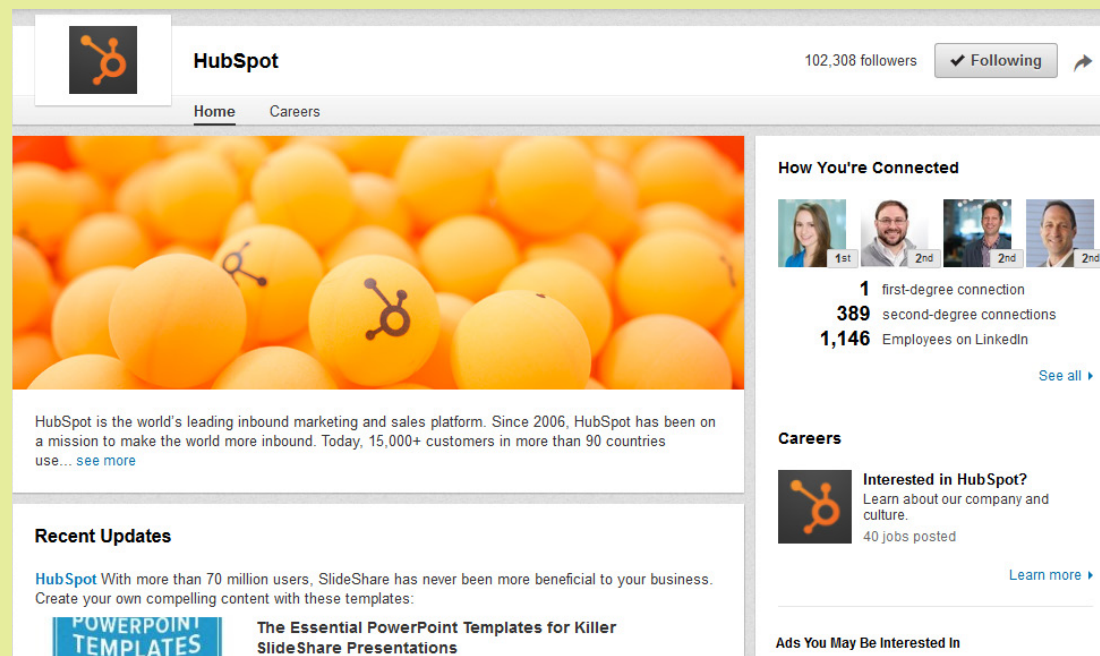 HubSpot
102,308 followers
Following
Home
Careers
How You're Connected
1st
2nd
2nd
2nd
1 first-degree connection
389 second-degree connections
1,146 Employees on LinkedIn
See all
HubSpot is the world's leading inbound marketing and sales platform. Since 2006, HubSpot has been on
a mission to make the world more inbound. Today, 15,000+ customers in more than 90 countries
use... see more
Careers
Interested in HubSpot?
Learn about our company and
culture.
40 jobs posted
Learn more
Recent Updates
HubSpot With more than 70 million users, SlideShare has never been more beneficial to your business.
Create your own compelling content with these templates:
POWERPOINT
TEMPLATES
The Essential PowerPoint Templates for Killer
SlideShare Presentations
Ads You May Be Interested In